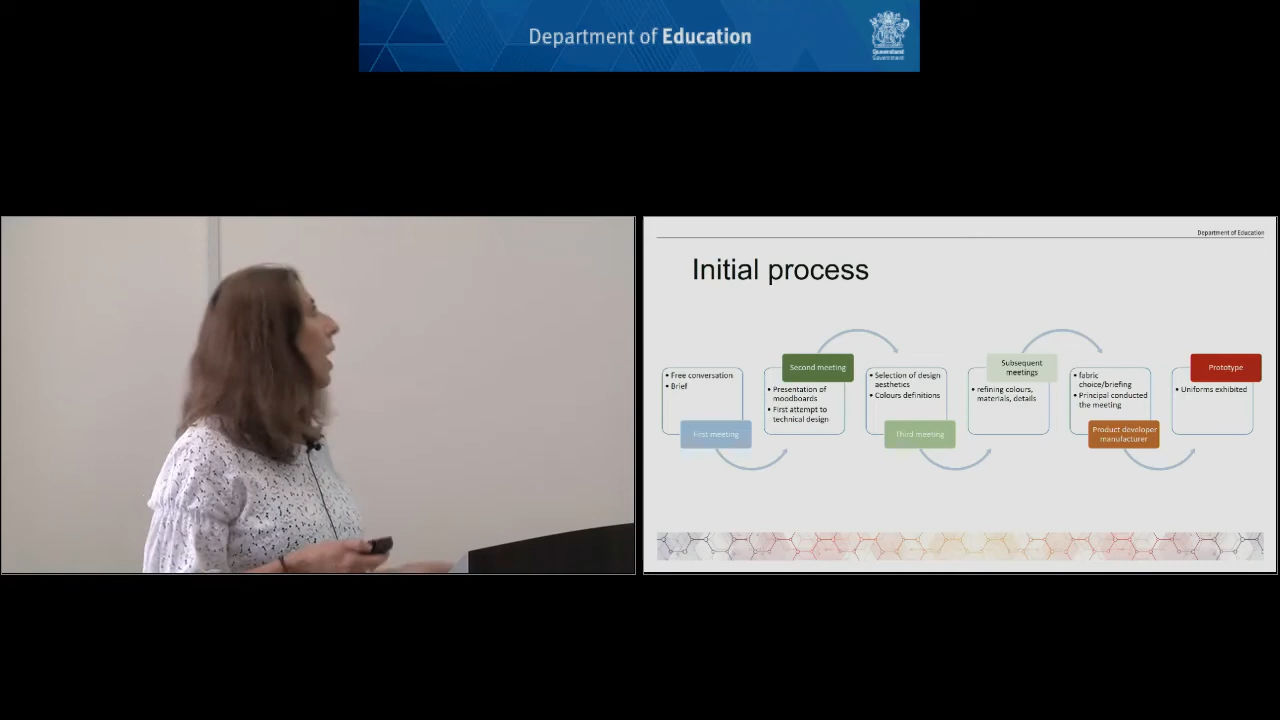 Department of Education
Queensland
Government
Department of Education
Initial process
• Free conversation
• Brief
First meeting
Second meeting
• Presentation of
moodboards
• First attempt to
technical design
• Selection of design
aesthetics
• Colours definitions
Third meeting
Subsequent
meetings
• refining colours,
materials, details
• fabric
choice/briefing
• Principal conducted
the meeting
Product developer
manufacturer
Prototype
• Uniforms exhibited